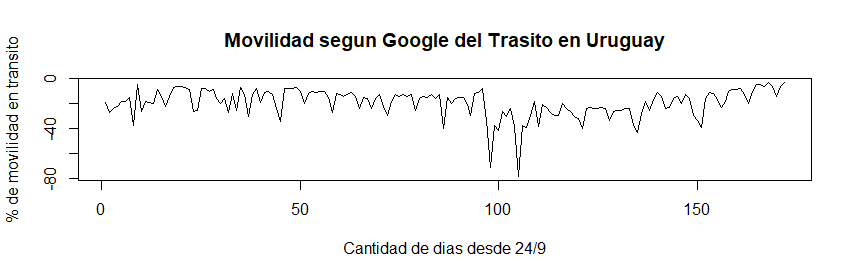 Movilidad segun Google del Trasito en Uruguay
% de movilidad en transito
0
-40
-80
0
50
100
150
Cantidad de dias desde 24/9